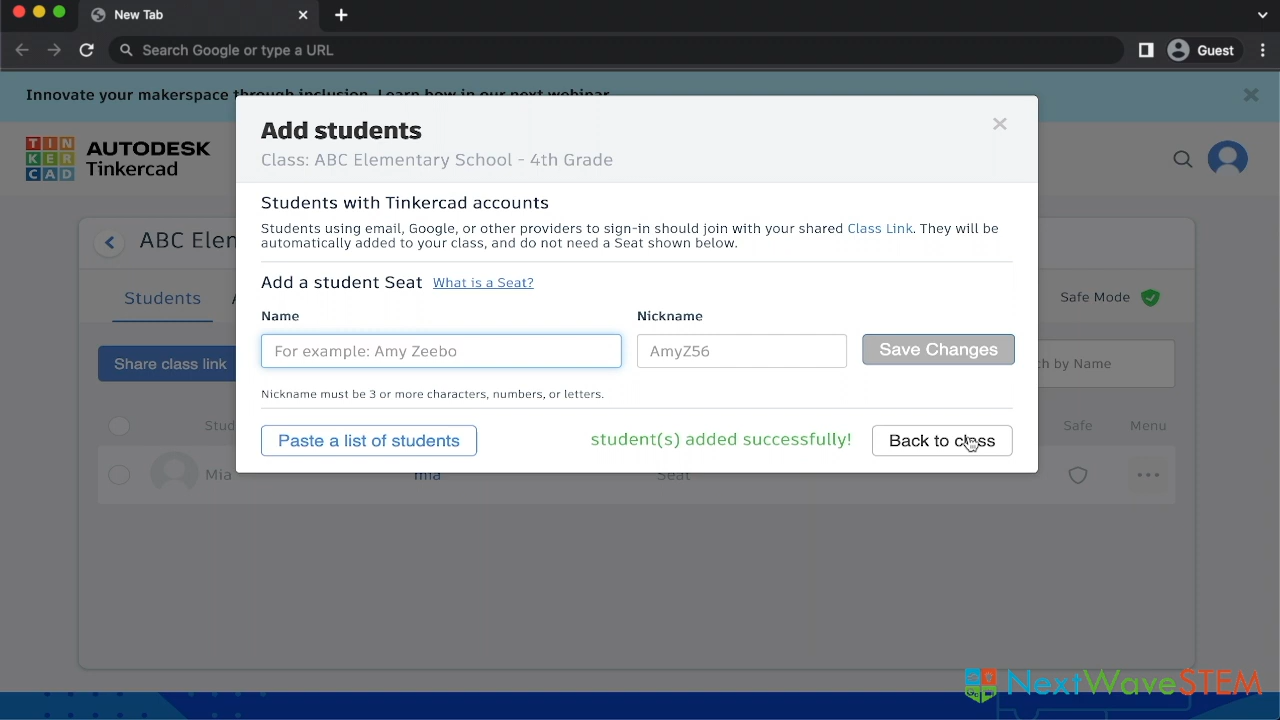 New Tab
Search Google or type a URL
Guest
Innovate your makerspace through inclusion. Learn how in our next webinar
TINKERCAD
AUTODESK
Tinkercad
Add students
Class: ABC Elementary School - 4th Grade
Students with Tinkercad accounts
Students using email, Google, or other providers to sign-in should join with your shared Class Link. They will be
automatically added to your class, and do not need a Seat shown below.
Add a student Seat What is a Seat?
Name Nickname
For example: Amy Zeebo AmyZ56 Save Changes
Nickname must be 3 or more characters, numbers, or letters.
Paste a list of students student(s) added successfully! Back to class
ABC Elen
Students
Safe Mode
Share class link
ch by Name
Stud
Safe Menu
Mia mia Seat
NextWaveSTEM